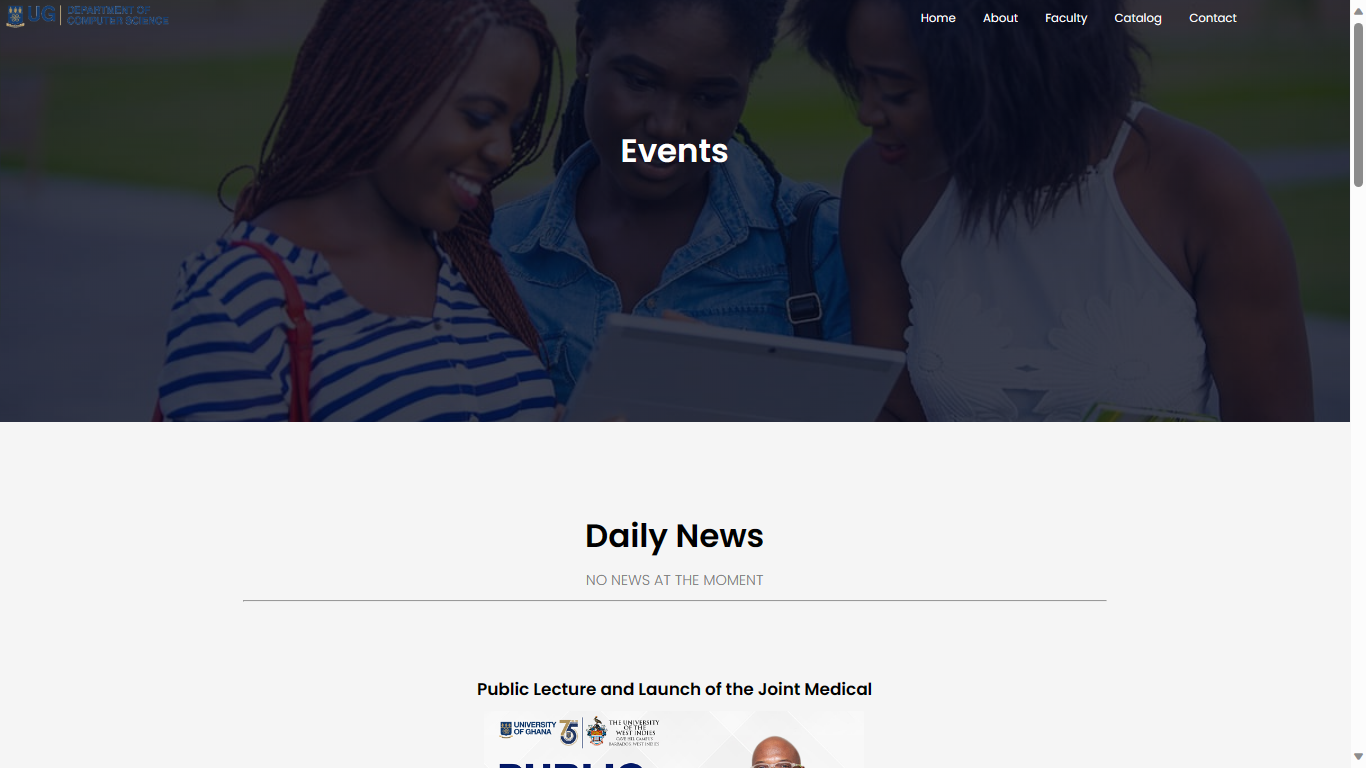 UG
DEPARTMENT OF
COMPUTER SCIENCE
Home
About
Faculty
Catalog
Contact
Events
Daily News
NO NEWS AT THE MOMENT
Public Lecture and Launch of the Joint Medical
UNIVERSITY
OF GHANA
75
THE UNIVERSITY
OF THE
WEST INDIES
CAVE HILL CAMPUS
BARBADOS, WEST INDIES
PUBLIC